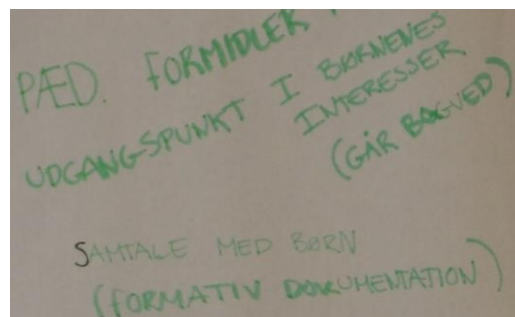 PÆD. FORMIDLER
UDGANGSPUNKT I BØRNENES
INTERESSER
(GÅR BAGVED)
SAMTALE MED BØRN
(FORMATIV DOKUMENTATION)